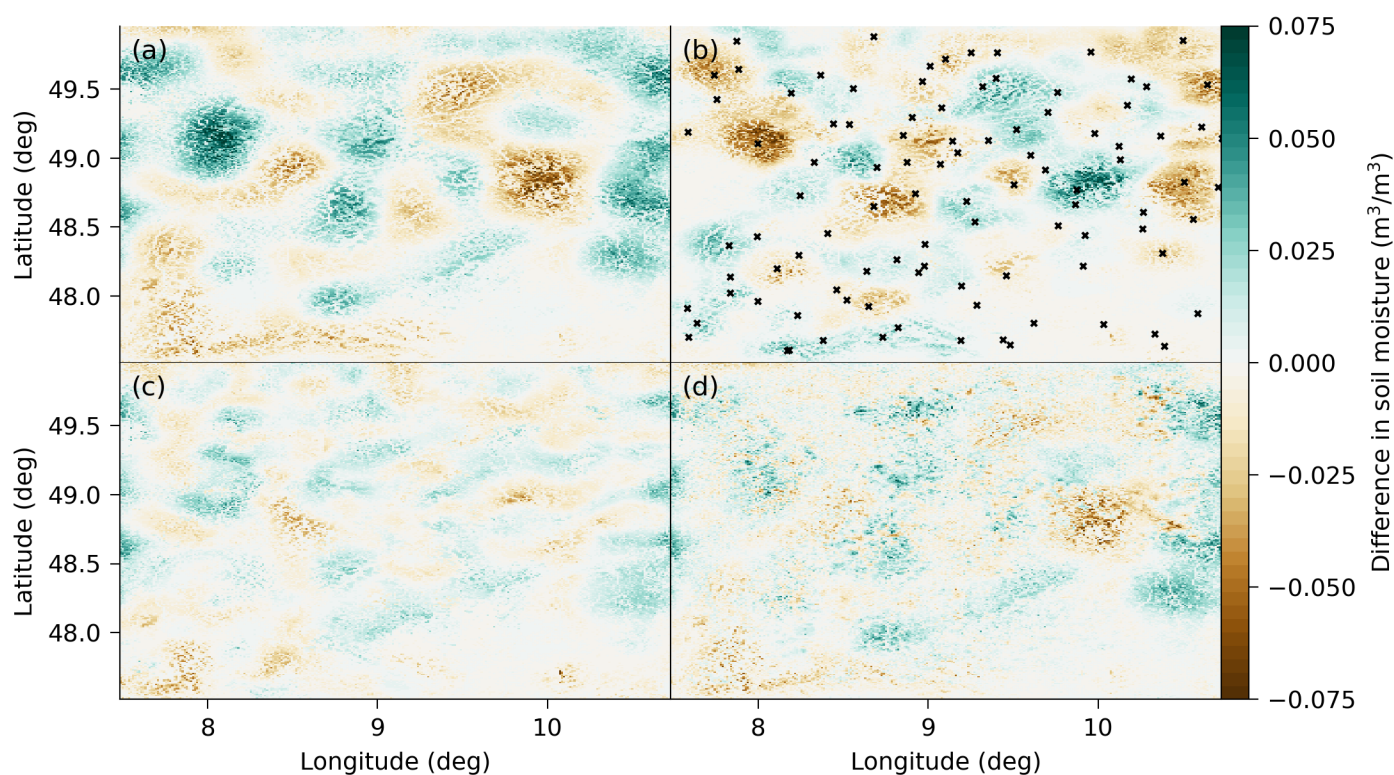 (a)
(b)
(c)
(d)
49.5
49.0
48.5
48.0
Latitude (deg)
49.5
49.0
48.5
48.0
Latitude (deg)
8
9
10
Longitude (deg)
8
9
10
Longitude (deg)
0.075
0.050
0.025
0.000
−0.025
−0.050
−0.075
Difference in soil moisture (m³/m³)